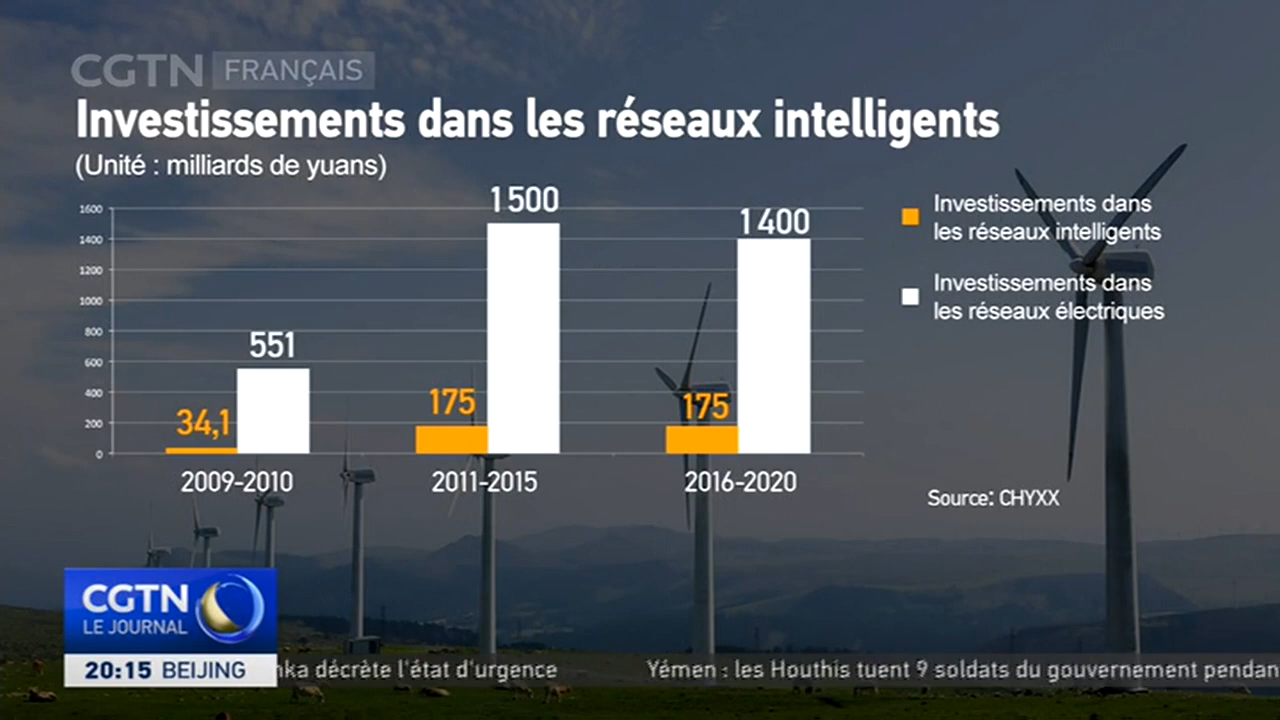 CGTN FRANÇAIS
Investissements dans les réseaux intelligents
(Unité : milliards de yuans)
1600
1400
1200
1000
800
600
400
200
0
34,1
551
175
1 500
175
1 400
2009-2010
2011-2015
2016-2020
Investissements dans
les réseaux intelligents
Investissements dans
les réseaux électriques
Source: CHYXX
CGTN
LE JOURNAL
20:15 BEIJING
nka décrète l'état d'urgence
Yémen : les Houthis tuent 9 soldats du gouvernement pendan